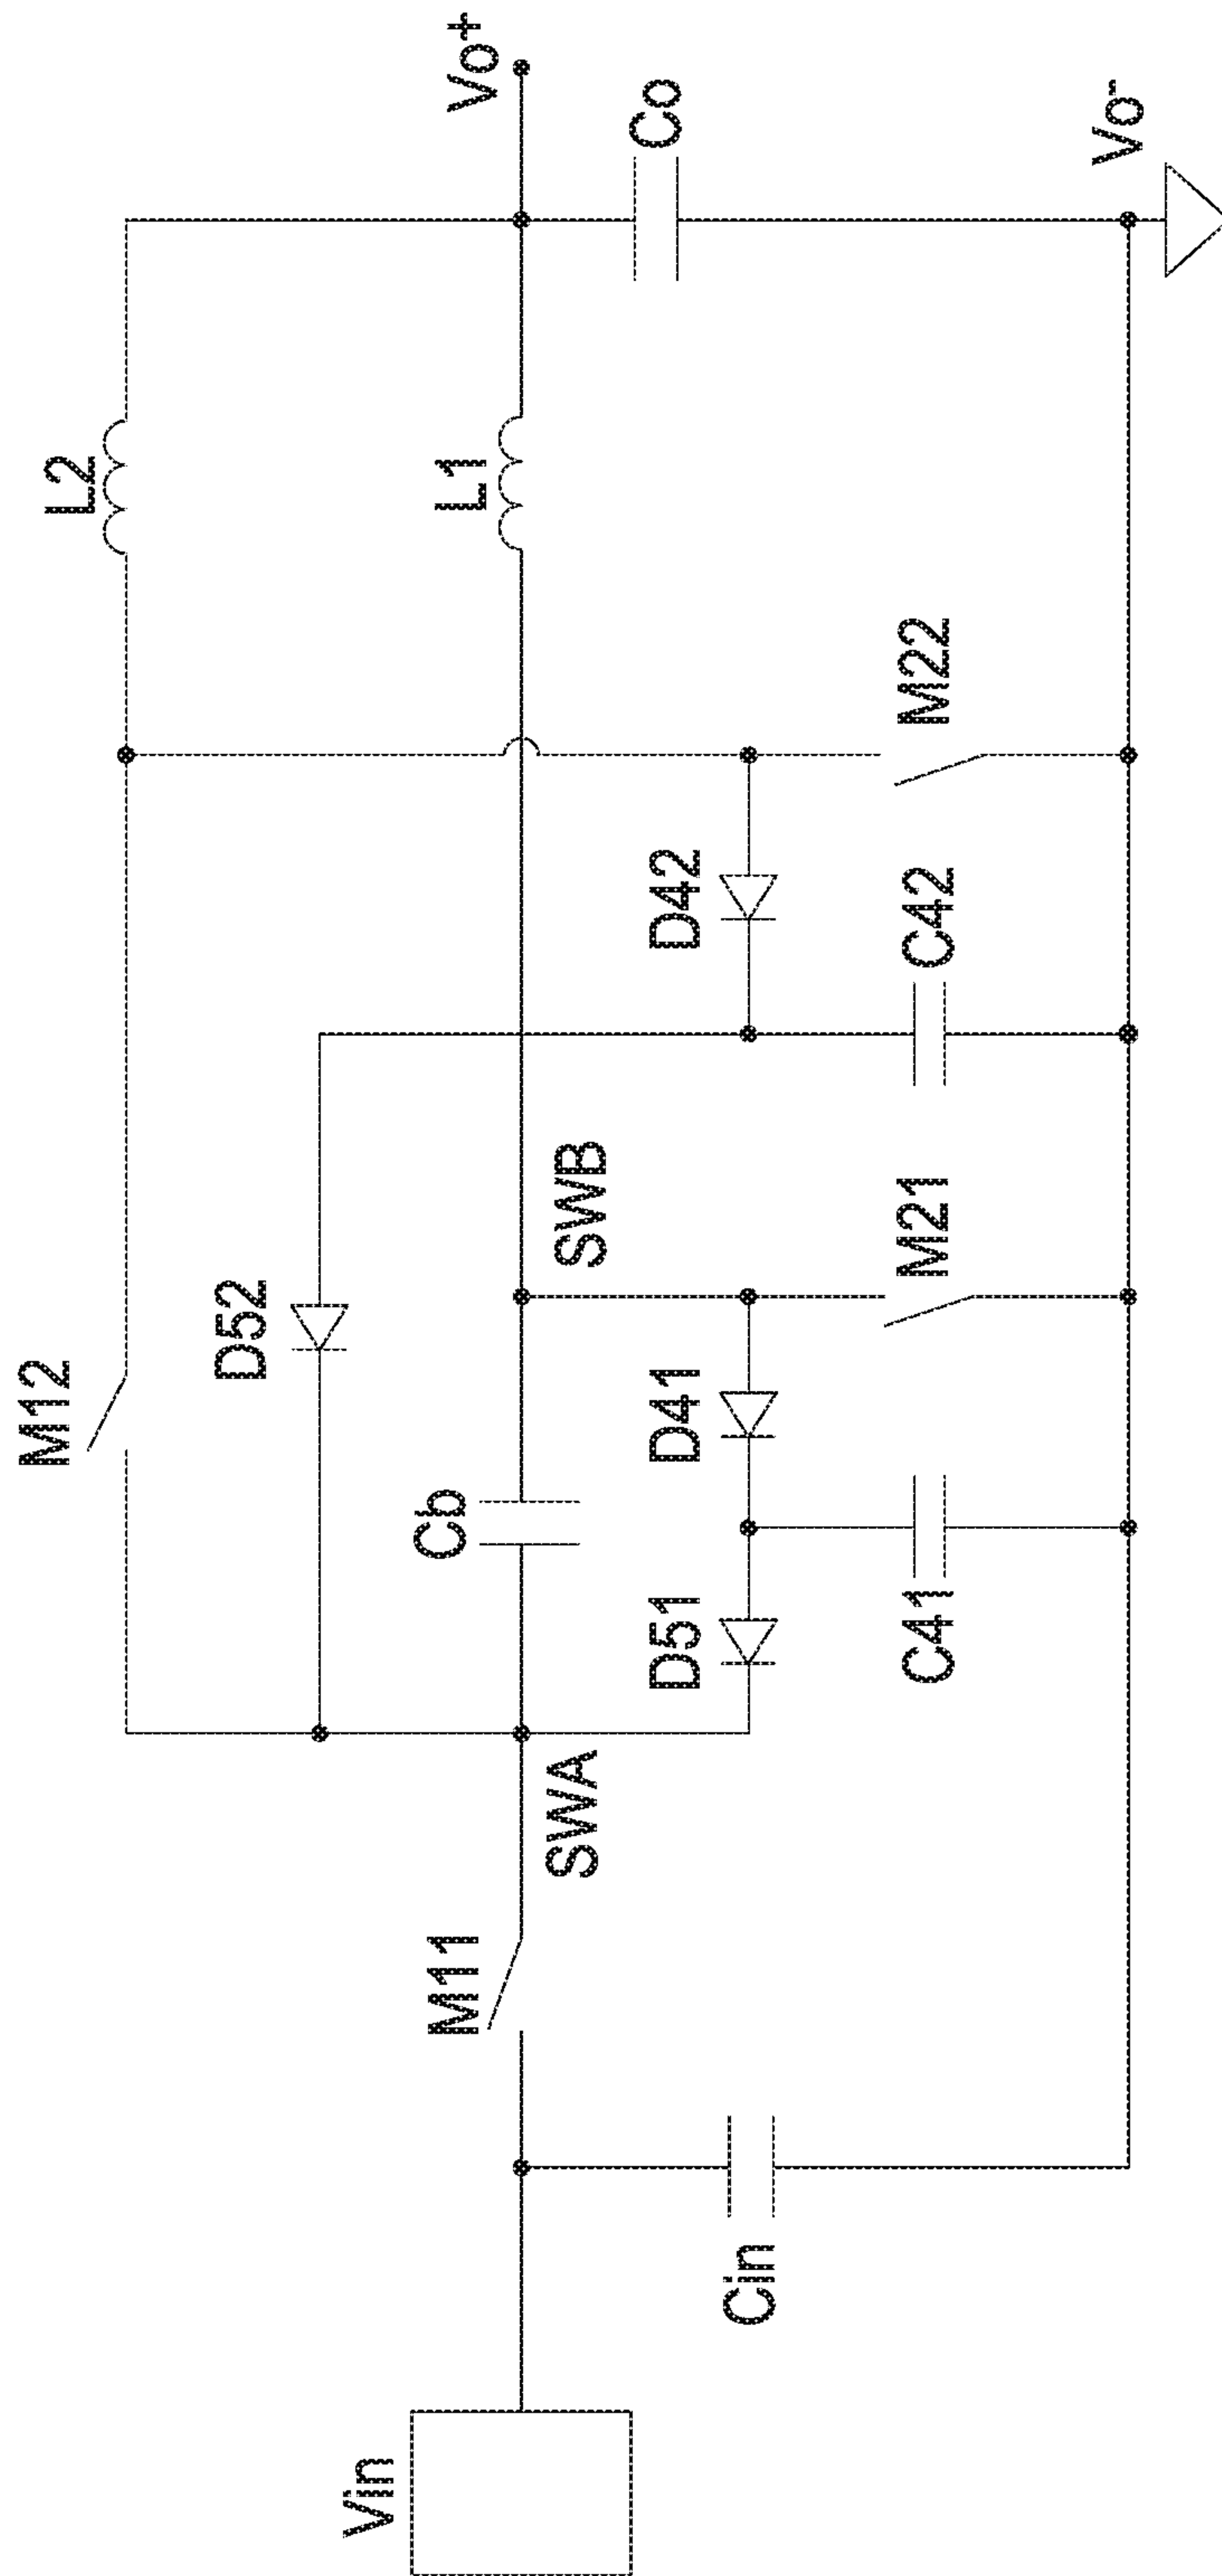 Vin
Cin
M11
SWA
M12
D52
Cb
D51
C41
D41
SWB
M21
D42
C42
M22
L2
L1
Vo+
Co
Vo-